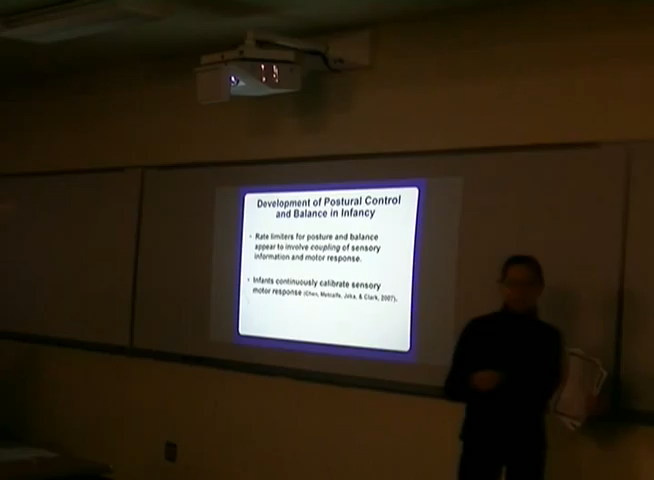 Development of Postural Control
and Balance in Infancy
• Rate limiters for posture and balance
appear to involve coupling of sensory
information and motor response.
• Infants continuously calibrate sensory
motor response (Chen, Metcalfe, Jeka, & Clark, 2007).